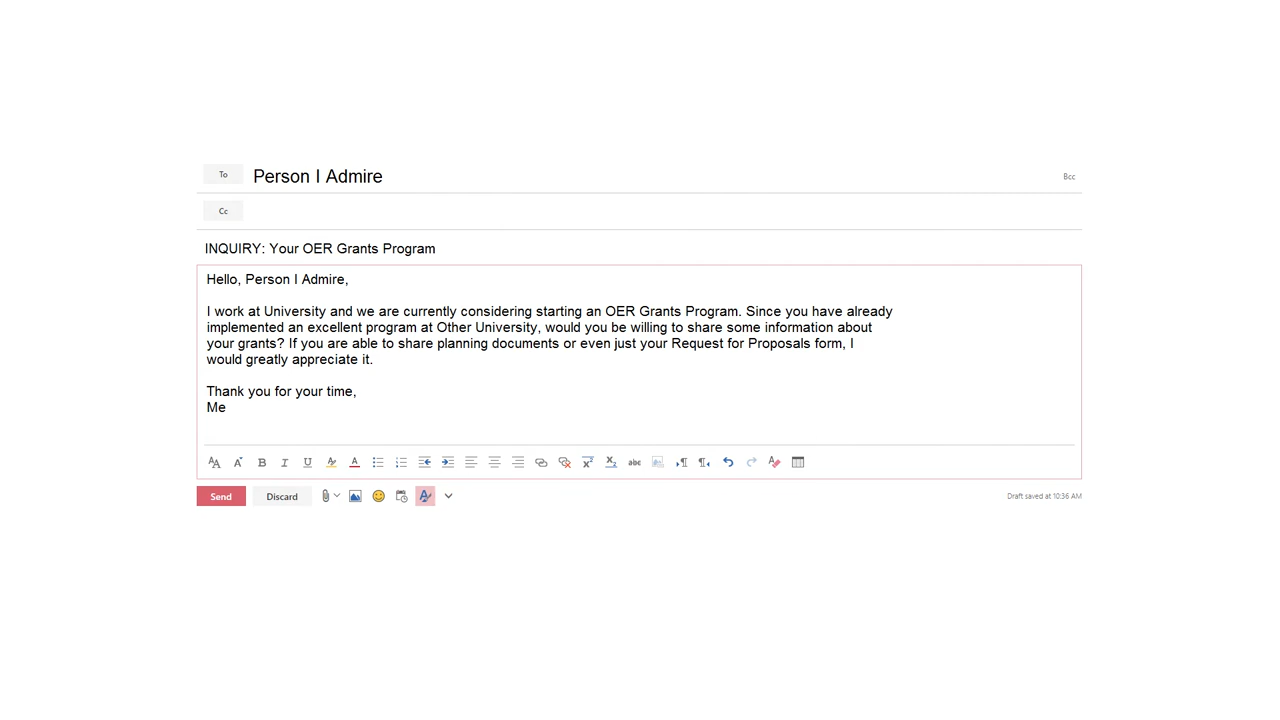 To Person I Admire Bcc
Cc
INQUIRY: Your OER Grants Program
Hello, Person I Admire,
I work at University and we are currently considering starting an OER Grants Program. Since you have already
implemented an excellent program at Other University, would you be willing to share some information about
your grants? If you are able to share planning documents or even just your Request for Proposals form, I
would greatly appreciate it.
Thank you for your time,
Me
Send Discard Draft saved at 10:36 AM